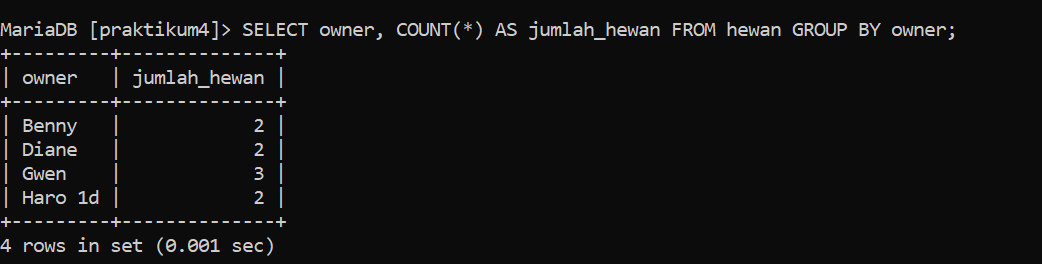 MariaDB [praktikum4]> SELECT owner, COUNT(*) AS jumlah_hewan FROM hewan GROUP BY owner;
+---------+--------------+
| owner   | jumlah_hewan |
+---------+--------------+
| Benny   |            2 |
| Diane   |            2 |
| Gwen    |            3 |
| Haro 1d |            2 |
+---------+--------------+
4 rows in set (0.001 sec)